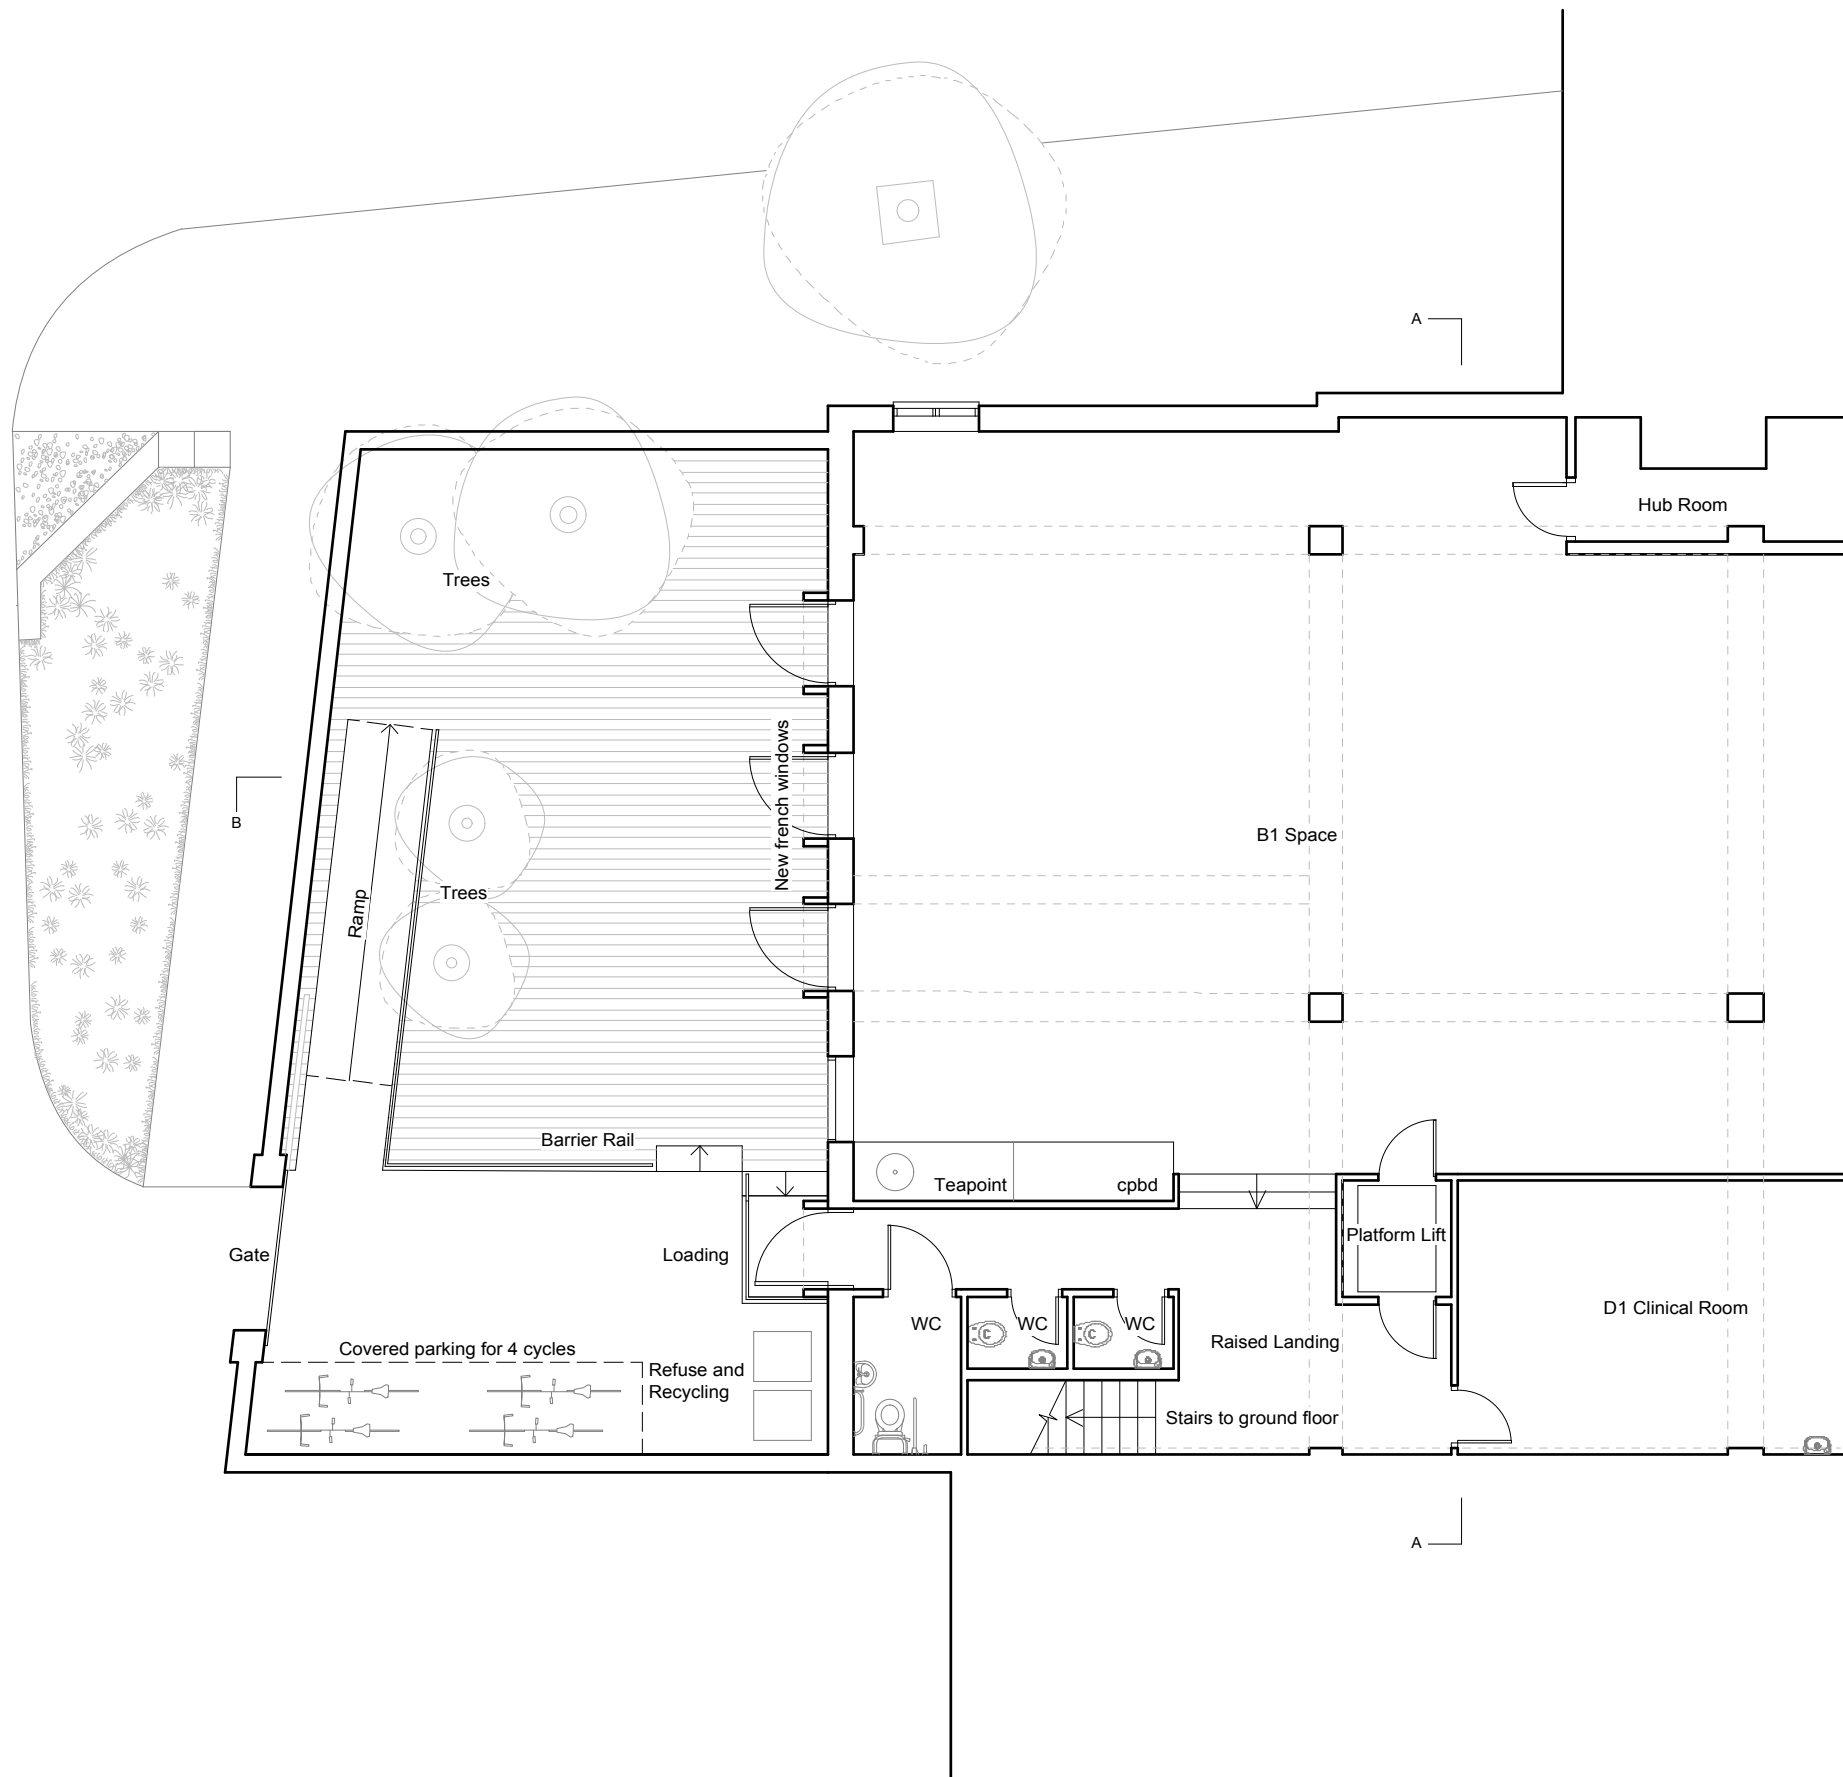 A
Hub Room
Trees
New french windows
B
B1 Space
Ramp
Trees
Barrier Rail
Teapoint
cpbd
Gate
Loading
Platform Lift
WC
WC
WC
Raised Landing
D1 Clinical Room
Covered parking for 4 cycles
Refuse and
Recycling
Stairs to ground floor
A